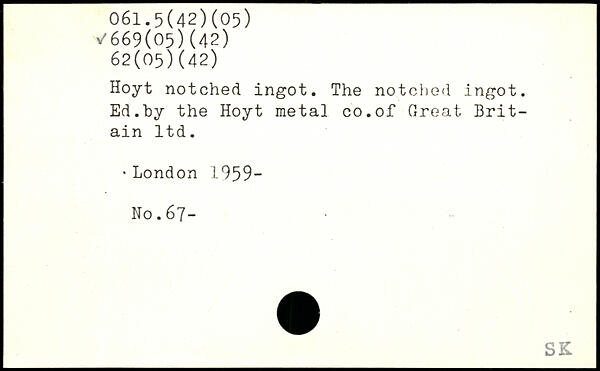 061.5(42)(05)
✓669(05)(42)
62(05)(42)
Hoyt notched ingot. The notched ingot.
Ed.by the Hoyt metal co.of Great Brit-
ain ltd.
London 1959-
No.67-
SK